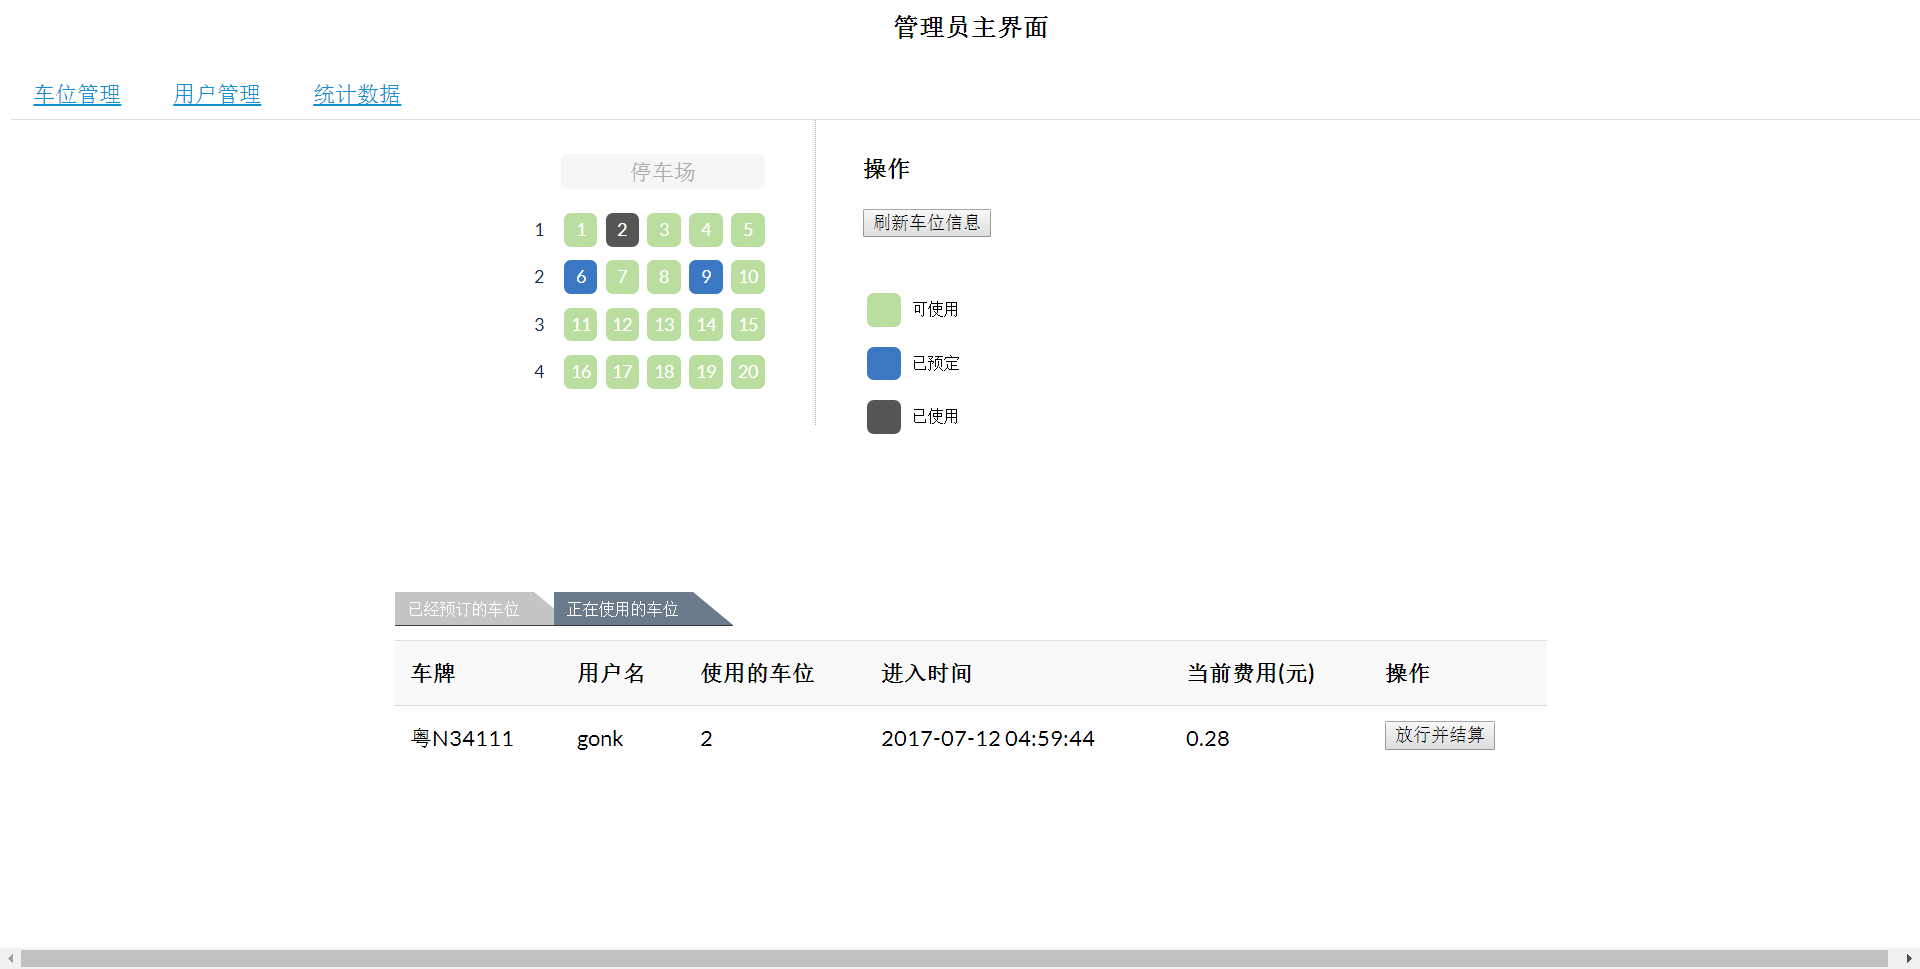 管理员主界面
车位管理 用户管理 统计数据
停车场
操作
刷新车位信息
1 1 2 3 4 5
2 6 7 8 9 10
3 11 12 13 14 15
4 16 17 18 19 20
可使用
已预定
已使用
已经预订的车位 正在使用的车位
车牌 用户名 使用的车位 进入时间 当前费用(元) 操作
粤N34111 gonk 2 2017-07-12 04:59:44 0.28 放行并结算